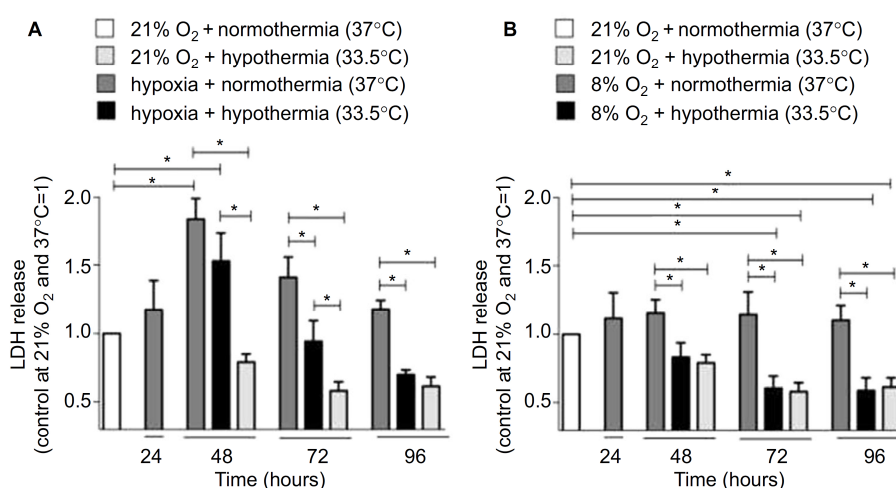 A
21% O2 + normothermia (37°C)
21% O2 + hypothermia (33.5°C)
hypoxia + normothermia (37°C)
hypoxia + hypothermia (33.5°C)
* * * * * * * * *
LDH release
(control at 21% O2 and 37°C=1)
2.0
1.5
1.0
0.5
24 48 72 96
Time (hours)
B
21% O2 + normothermia (37°C)
21% O2 + hypothermia (33.5°C)
8% O2 + normothermia (37°C)
8% O2 + hypothermia (33.5°C)
* * * * * * * * * *
LDH release
(control at 21% O2 and 37°C=1)
2.0
1.5
1.0
0.5
24 48 72 96
Time (hours)